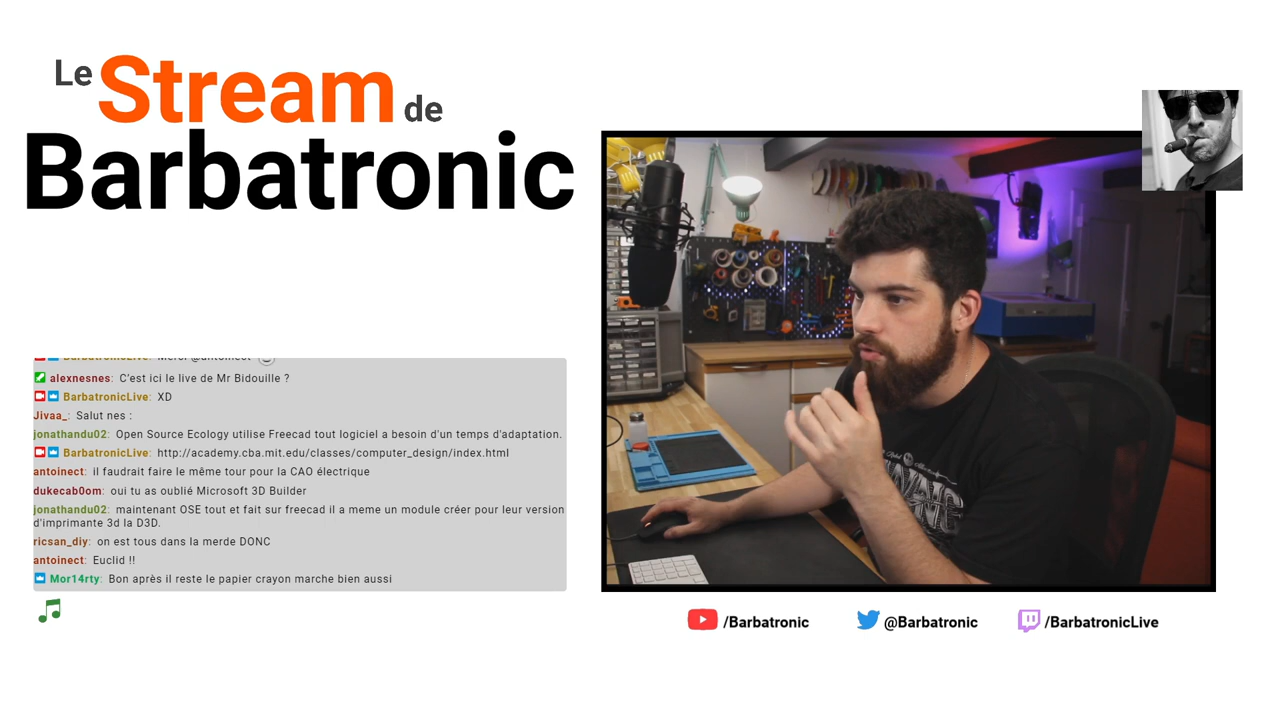 Le Stream de
Barbatronic
BarbatronicLive: Merci @antoinect
alexnesnes: C'est ici le live de Mr Bidouille ?
BarbatronicLive: XD
Jivaa_: Salut nes :
jonathandu02: Open Source Ecology utilise Freecad tout logiciel a besoin d'un temps d'adaptation.
BarbatronicLive: http://academy.cba.mit.edu/classes/computer_design/index.html
antoinect: il faudrait faire le même tour pour la CAO électrique
dukecab0om: oui tu as oublié Microsoft 3D Builder
jonathandu02: maintenant OSE tout et fait sur freecad il a meme un module créer pour leur version
d'imprimante 3d la D3D.
ricsan_diy: on est tous dans la merde DONC
antoinect: Euclid !!
Mor14rty: Bon après il reste le papier crayon marche bien aussi
/Barbatronic
@Barbatronic
/BarbatronicLive